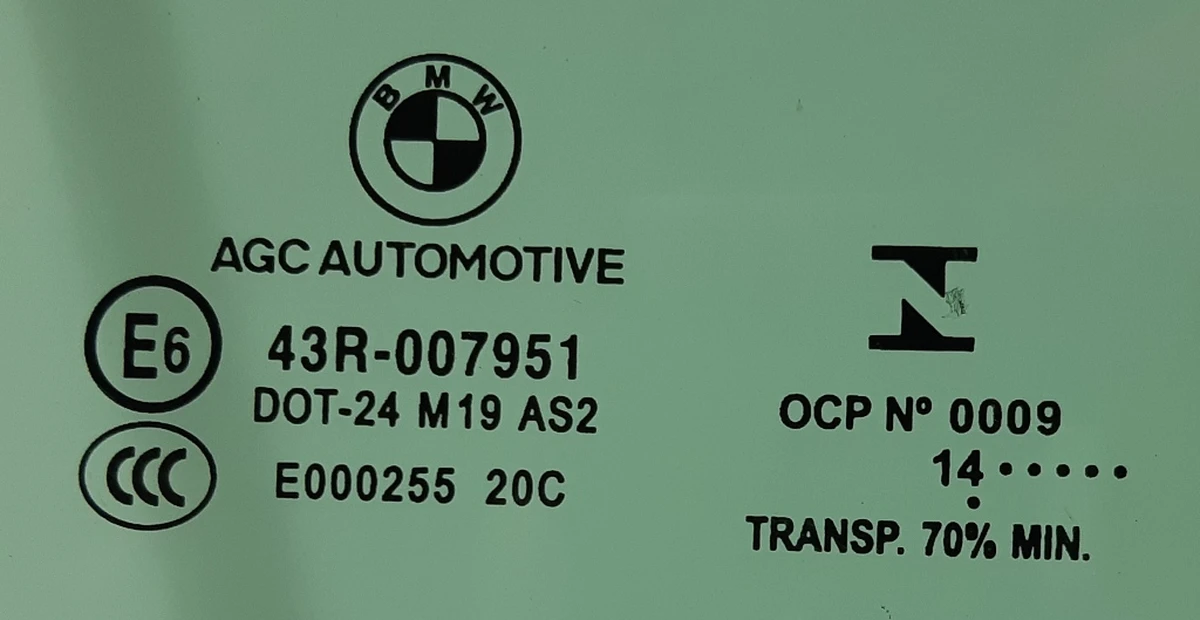 BMW
AGC AUTOMOTIVE
E6
43R-007951
DOT-24 M19 AS2
CCC
E000255 20C
OCP Nº 0009
14•••••
•
TRANSP. 70% MIN.